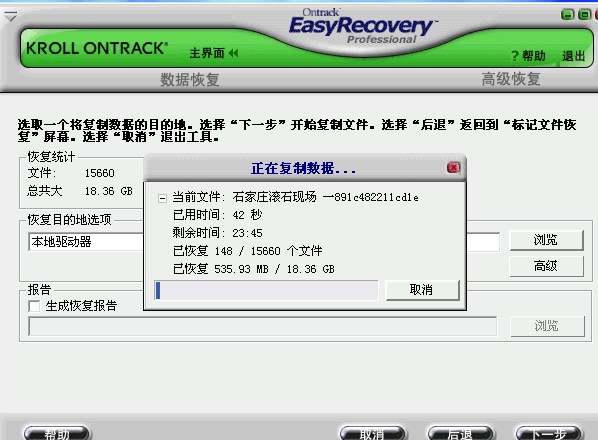 Ontrack
EasyRecovery™
Professional
KROLL ONTRACK®
主界面
?帮助 退出
数据恢复 高级恢复
选取一个将复制数据的目的地。选择“下一步”开始复制文件。选择“后退”返回到“标记文件恢
复”屏幕。选择“取消”退出工具。
恢复统计
文件: 15660
总共大 18.36 GB
正在复制数据...
当前文件: 石家庄滚石现场 一891c482211cd1e
已用时间: 42 秒
剩余时间: 23:45
已恢复 148 / 15660 个文件
已恢复 535.93 MB / 18.36 GB
取消
恢复目的地选项
本地驱动器
浏览
高级
报告
生成恢复报告
浏览
帮助 取消 后退 下一步